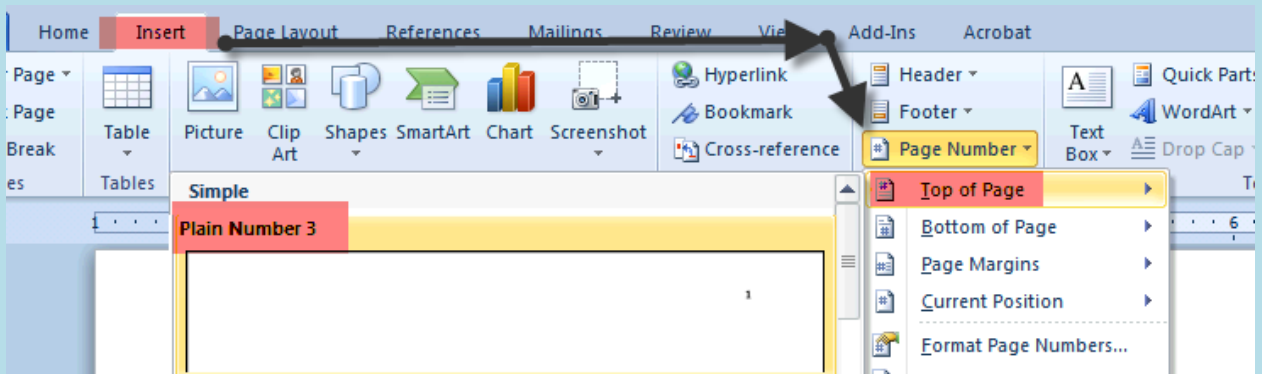 Home Insert Page Layout References Mailings Review View Add-Ins Acrobat
Page
Page
Break
Table
Picture
Clip Art
Shapes
SmartArt
Chart
Screenshot
Hyperlink
Bookmark
Cross-reference
Header
Footer
# Page Number
A
Text Box
Quick Parts
WordArt
Drop Cap
es
Tables
Simple
Plain Number 3
1
1
6
Top of Page
Bottom of Page
Page Margins
Current Position
Format Page Numbers...